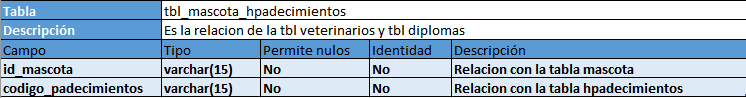 Tabla tbl_mascota_hpadecimientos
Descripción Es la relacion de la tbl veterinarios y tbl diplomas
Campo Tipo Permite nulos Identidad Descripción
id_mascota varchar(15) No No Relacion con la tabla mascota
codigo_padecimientos varchar(15) No No Relacion con la tabla hpadecimientos